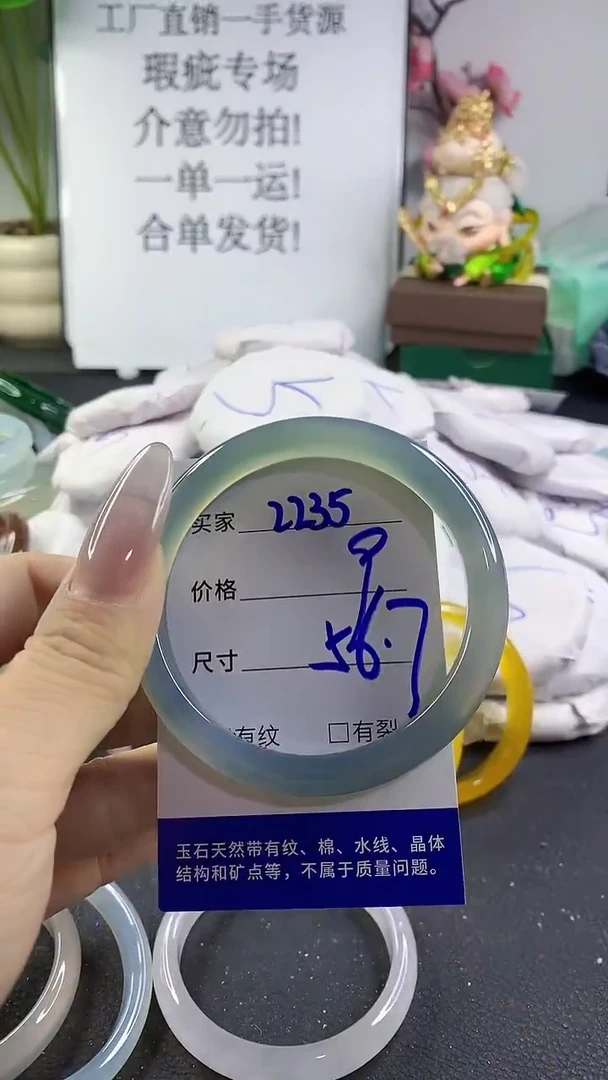 工厂直销一手货源
瑕疵专场
介意勿拍!
一单一运!
合单发货!
买家 2235
价格
尺寸 56.7
有纹 □有裂
玉石天然带有纹、棉、水线、晶体
结构和矿点等，不属于质量问题。